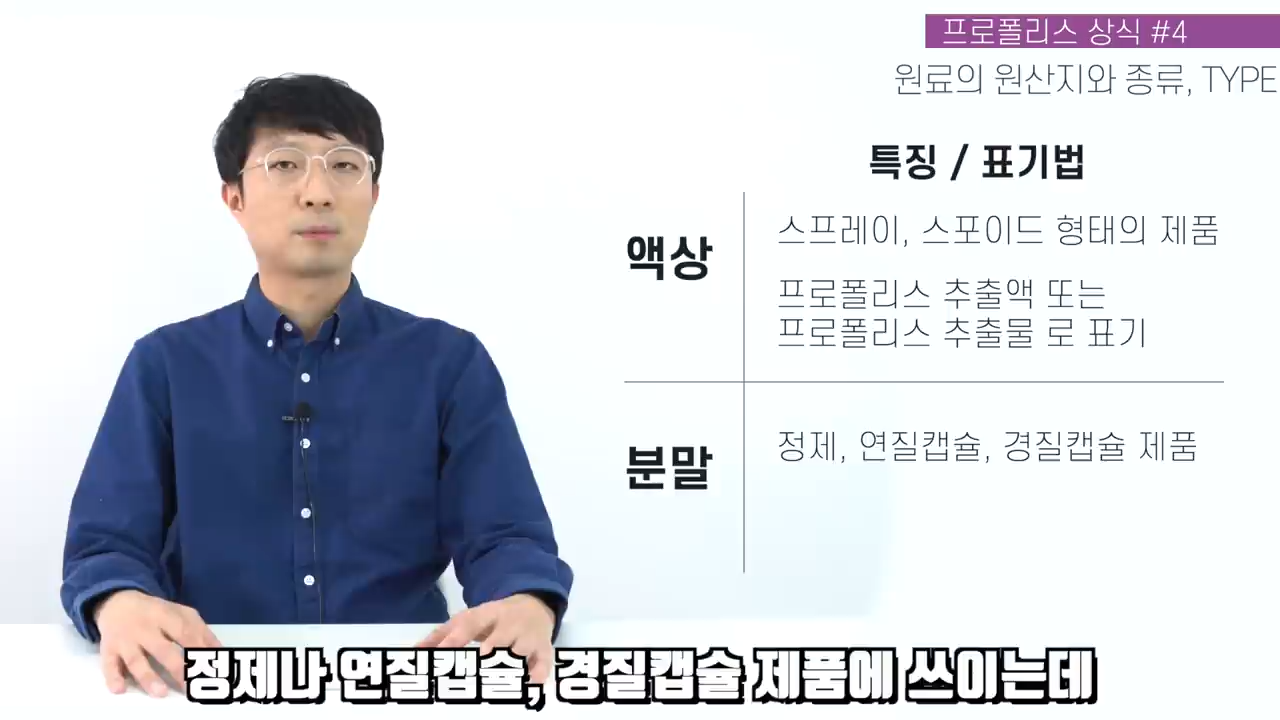 프로폴리스 상식 #4
원료의 원산지와 종류, TYPE
특징 / 표기법
액상
스프레이, 스포이드 형태의 제품
프로폴리스 추출액 또는
프로폴리스 추출물 로 표기
분말
정제, 연질캡슐, 경질캡슐 제품
정제나 연질캡슐, 경질캡슐 제품에 쓰이는데